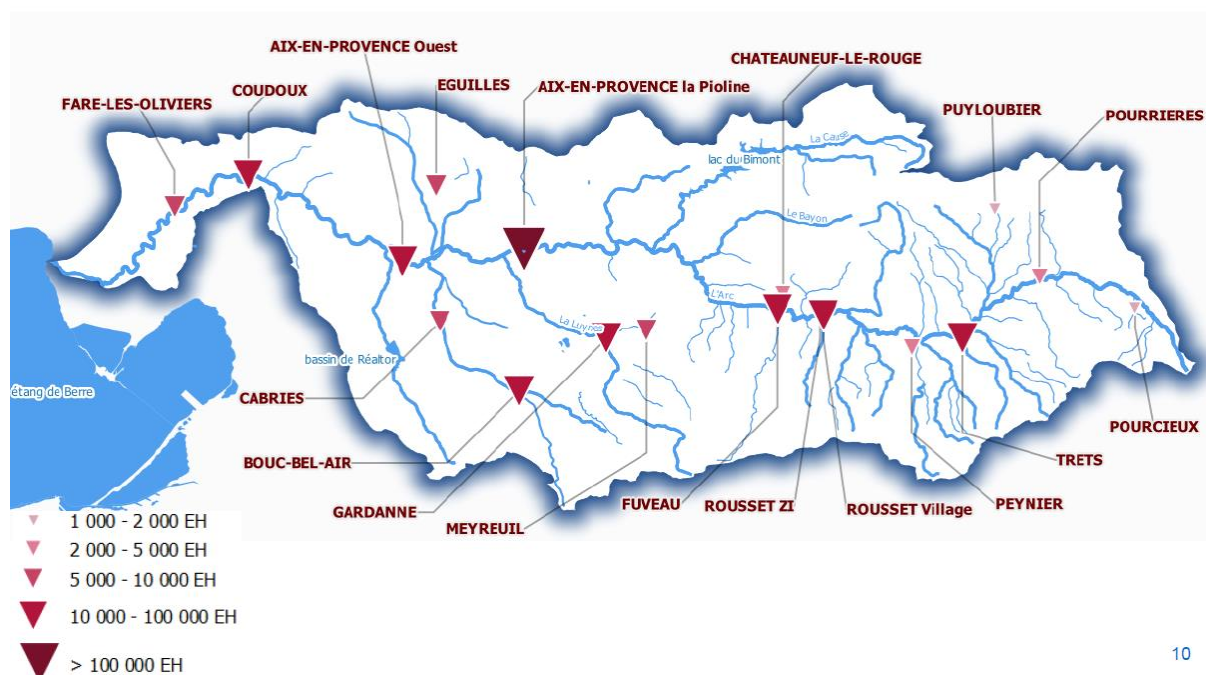 AIX-EN-PROVENCE Ouest
CHATEAUNEUF-LE-ROUGE
COUDOUX
EGUILLES
AIX-EN-PROVENCE la Pioline
FARE-LES-OLIVIERS
PUYLOUBIER
POURRIERES
La Cause
lac du Bimont
Le Bayon
L'Arc
La Luynes
bassin de Réaltor
étang de Berre
CABRIES
POURCIEUX
BOUC-BEL-AIR
TRETS
GARDANNE
MEYREUIL
FUVEAU
ROUSSET ZI
ROUSSET Village
PEYNIER
1 000 - 2 000 EH
2 000 - 5 000 EH
5 000 - 10 000 EH
10 000 - 100 000 EH
> 100 000 EH
10